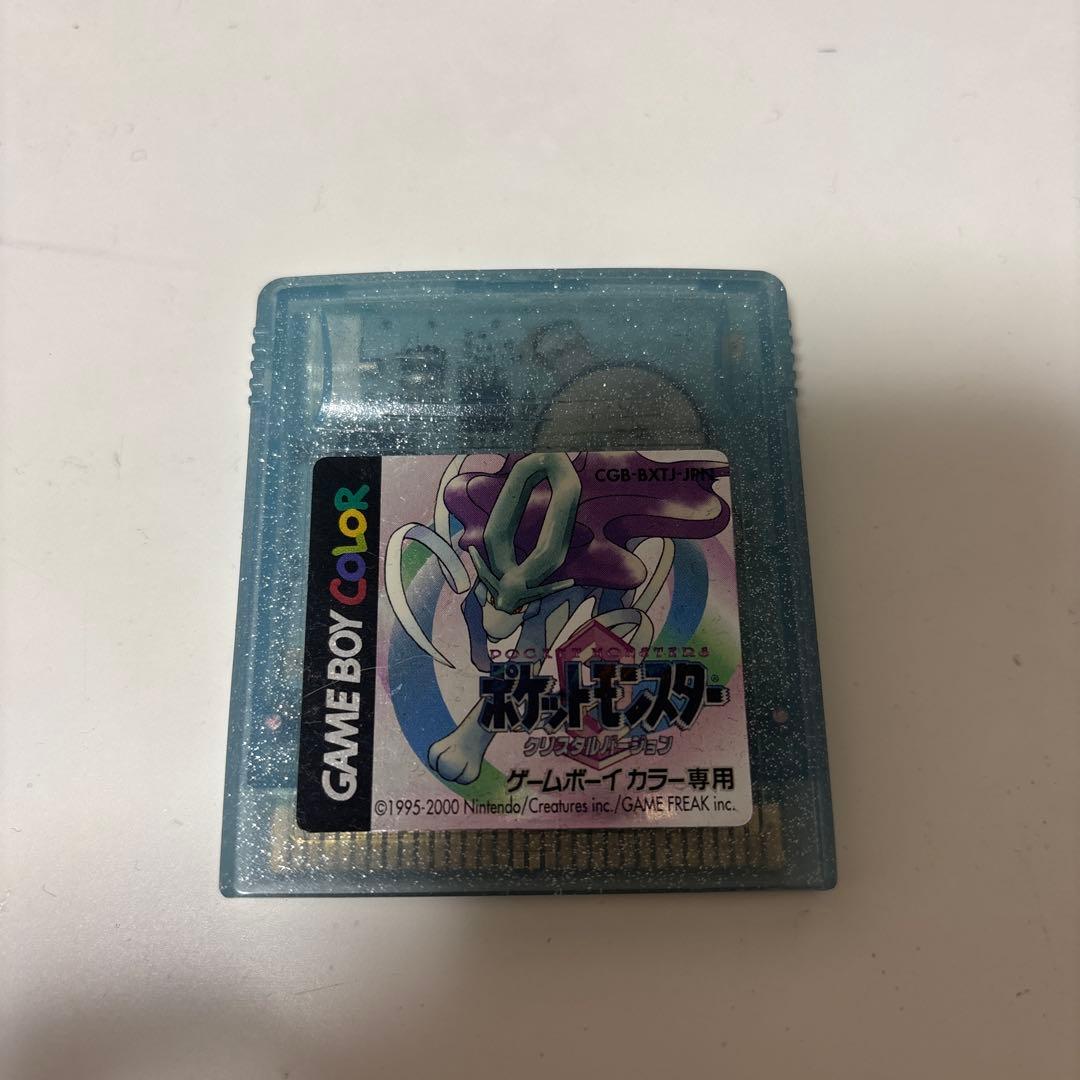 CGB-BXTJ-JPN
GAME BOY COLOR
POCKET MONSTERS
ポケットモンスター
クリスタルバージョン
ゲームボーイ カラー専用
©1995-2000 Nintendo/Creatures inc./GAME FREAK inc.